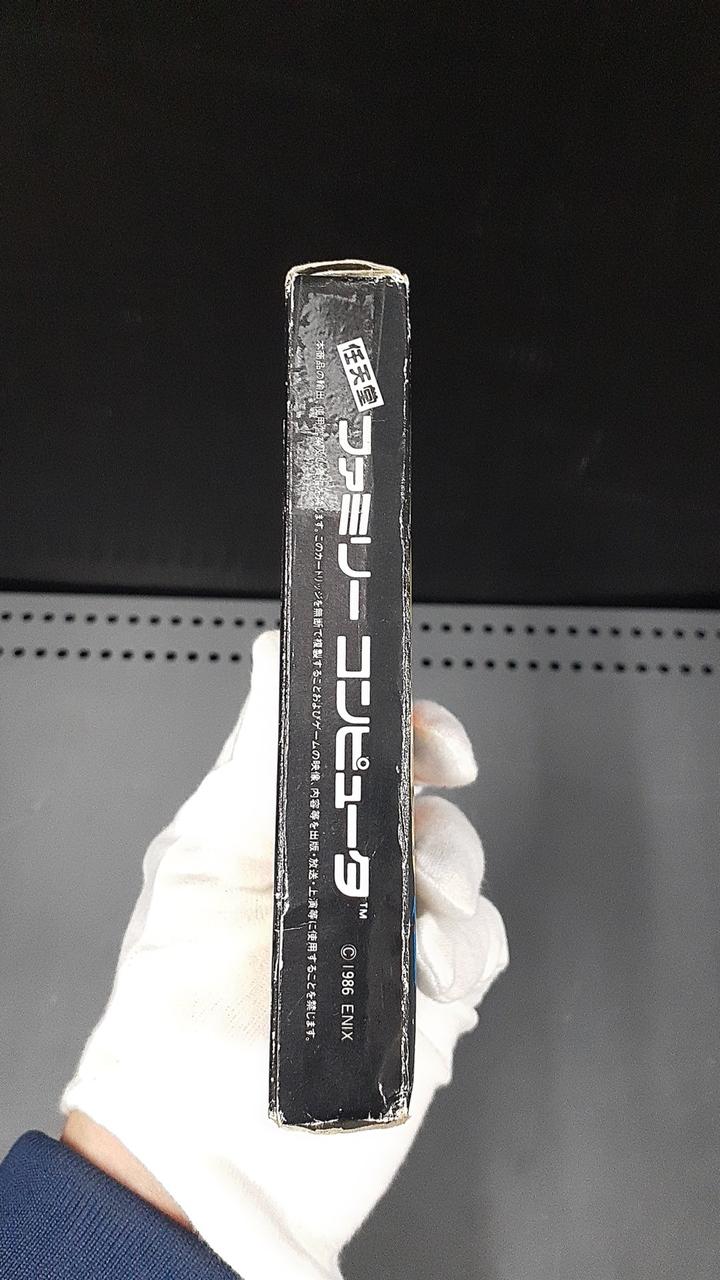 任天堂
ファミリー コンピュータ™
© 1986 ENIX
本商品の輸出、使用 ます。このカートリッジを無断で複製することおよびゲームの映像、内容等を出版・放送・上演等に使用することを禁じます。